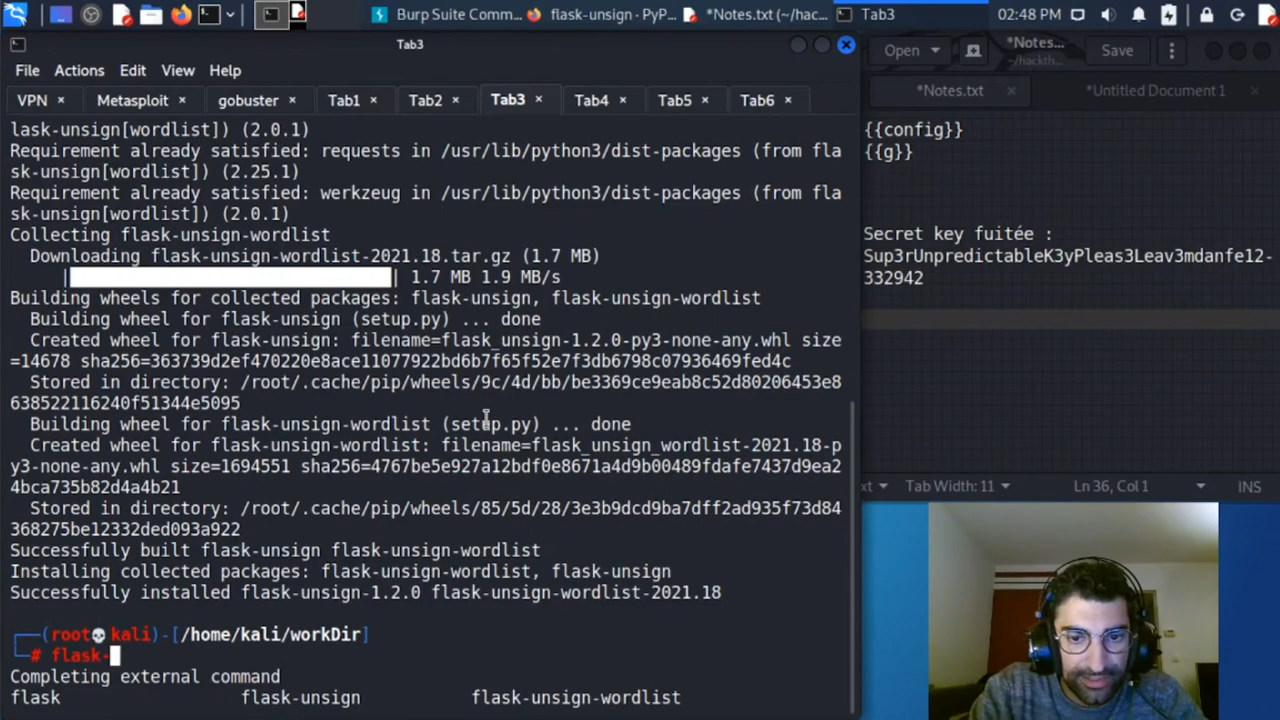 Burp Suite Comm...
flask-unsign · PyP...
*Notes.txt (~/hac...
Tab3
02:48 PM
Tab3
File Actions Edit View Help
VPN × Metasploit × gobuster × Tab1 × Tab2 × Tab3 × Tab4 × Tab5 × Tab6 ×
lask-unsign[wordlist]) (2.0.1)
Requirement already satisfied: requests in /usr/lib/python3/dist-packages (from fla
sk-unsign[wordlist]) (2.25.1)
Requirement already satisfied: werkzeug in /usr/lib/python3/dist-packages (from fla
sk-unsign[wordlist]) (2.0.1)
Collecting flask-unsign-wordlist
Downloading flask-unsign-wordlist-2021.18.tar.gz (1.7 MB)
| | 1.7 MB 1.9 MB/s
Building wheels for collected packages: flask-unsign, flask-unsign-wordlist
Building wheel for flask-unsign (setup.py) ... done
Created wheel for flask-unsign: filename=flask_unsign-1.2.0-py3-none-any.whl size
=14678 sha256=363739d2ef470220e8ace11077922bd6b7f65f52e7f3db6798c07936469fed4c
Stored in directory: /root/.cache/pip/wheels/9c/4d/bb/be3369ce9eab8c52d80206453e8
638522116240f51344e5095
Building wheel for flask-unsign-wordlist (setup.py) ... done
Created wheel for flask-unsign-wordlist: filename=flask_unsign_wordlist-2021.18-p
y3-none-any.whl size=1694551 sha256=4767be5e927a12bdf0e8671a4d9b00489fdafe7437d9ea2
4bca735b82d4a4b21
Stored in directory: /root/.cache/pip/wheels/85/5d/28/3e3b9dcd9ba7dff2ad935f73d84
368275be12332ded093a922
Successfully built flask-unsign flask-unsign-wordlist
Installing collected packages: flask-unsign-wordlist, flask-unsign
Successfully installed flask-unsign-1.2.0 flask-unsign-wordlist-2021.18
(root💀kali)-[/home/kali/workDir]
# flask-
Completing external command
flask flask-unsign flask-unsign-wordlist
Open
*Notes...
~/hackth...
Save
*Notes.txt ×
*Untitled Document 1 ×
{{config}}
{{g}}
Secret key fuitée :
Sup3rUnpredictableK3yPleas3Leav3mdanfe12-
332942
xt Tab Width: 11 Ln 36, Col 1 INS